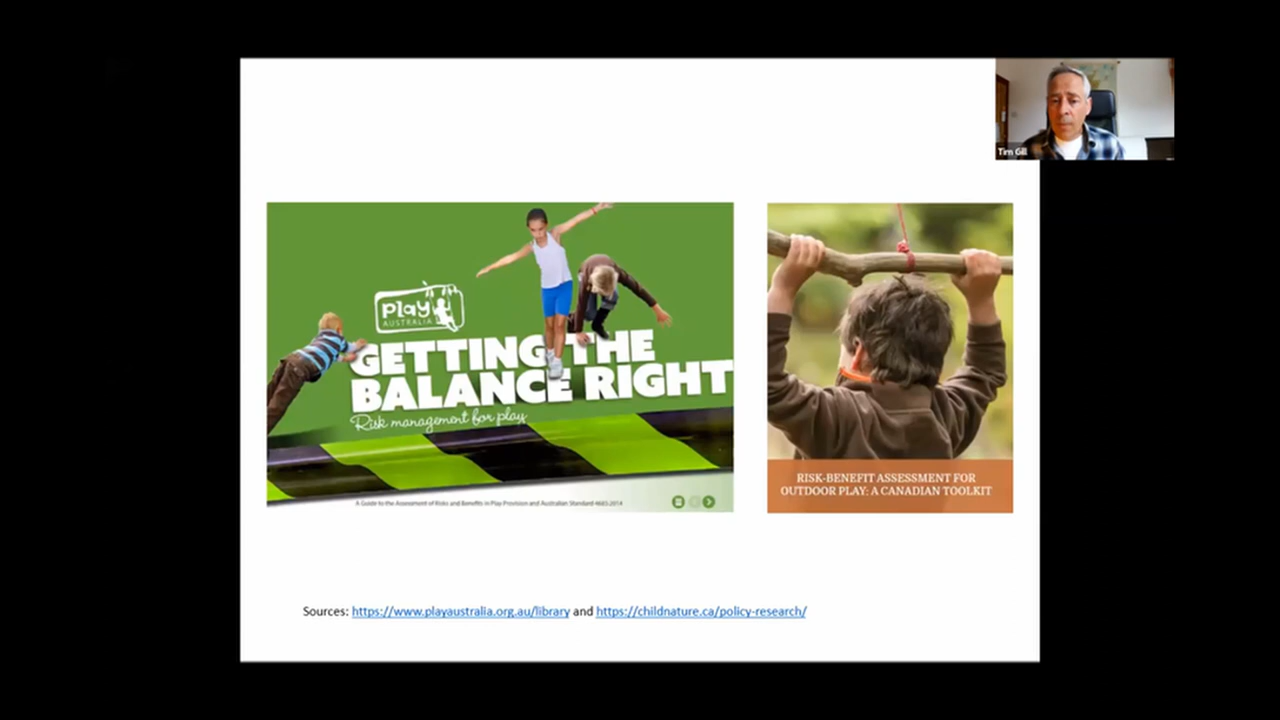 Tim Gill
play
AUSTRALIA
GETTING THE
BALANCE RIGHT
Risk management for play
A Guide to the Assessment of Risks and Benefits in Play Provision and Australian Standard 4685:2014
RISK-BENEFIT ASSESSMENT FOR
OUTDOOR PLAY: A CANADIAN TOOLKIT
Sources: https://www.playaustralia.org.au/library and https://childnature.ca/policy-research/